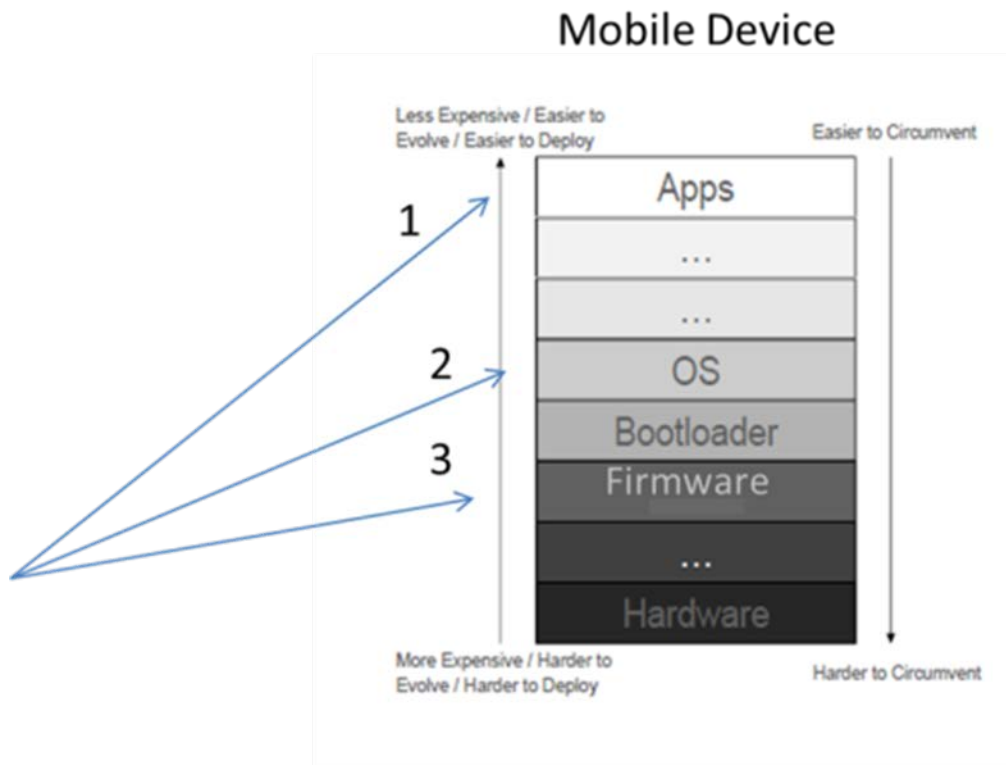 Mobile Device
Less Expensive / Easier to
Evolve / Easier to Deploy
Easier to Circumvent
Apps
1
...
...
2
OS
Bootloader
3
Firmware
...
Hardware
More Expensive / Harder to
Evolve / Harder to Deploy
Harder to Circumvent